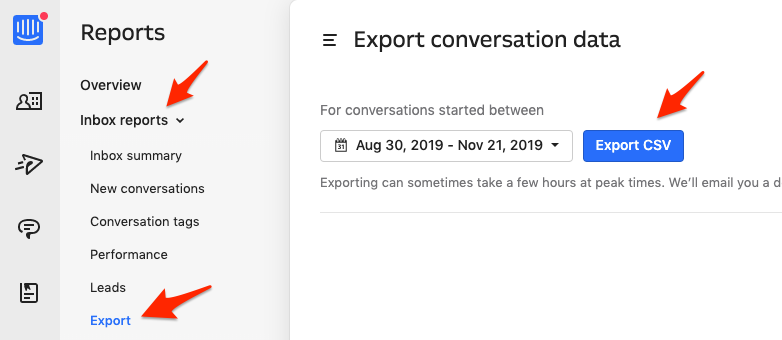 Reports
Overview
Inbox reports
Inbox summary
New conversations
Conversation tags
Performance
Leads
Export
Export conversation data
For conversations started between
31 Aug 30, 2019 - Nov 21, 2019 Export CSV
Exporting can sometimes take a few hours at peak times. We'll email you a d